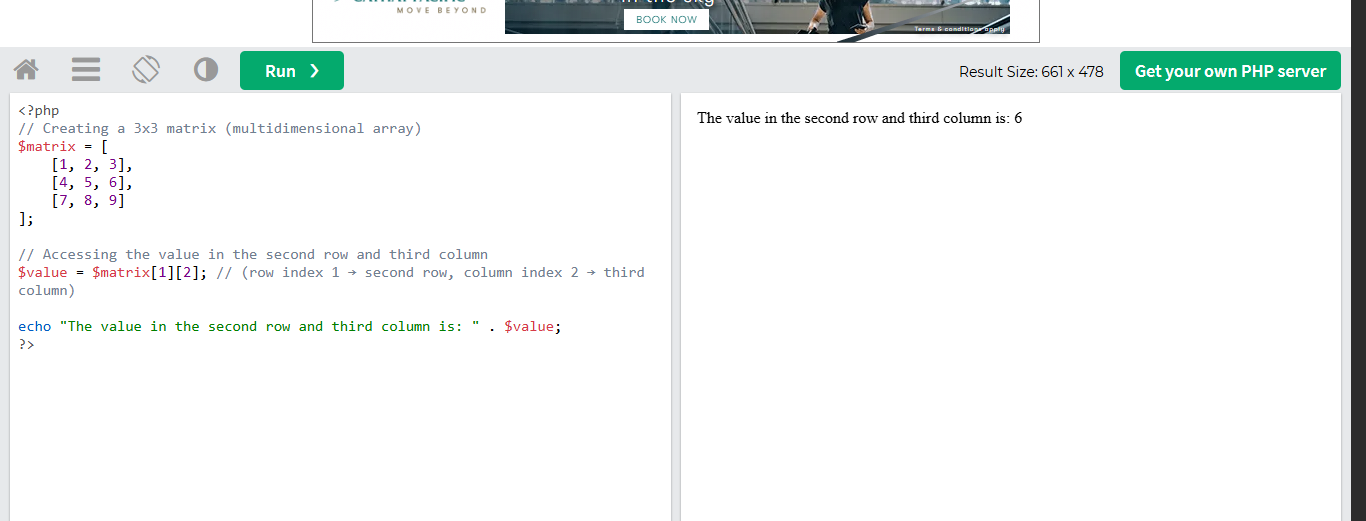 MOVE BEYOND
BOOK NOW
Terms & conditions apply
Run ❯
Result Size: 661 x 478
Get your own PHP server
<?php
// Creating a 3x3 matrix (multidimensional array)
$matrix = [
    [1, 2, 3],
    [4, 5, 6],
    [7, 8, 9]
];
// Accessing the value in the second row and third column
$value = $matrix[1][2]; // (row index 1 → second row, column index 2 → third
column)
echo "The value in the second row and third column is: " . $value;
?>
The value in the second row and third column is: 6